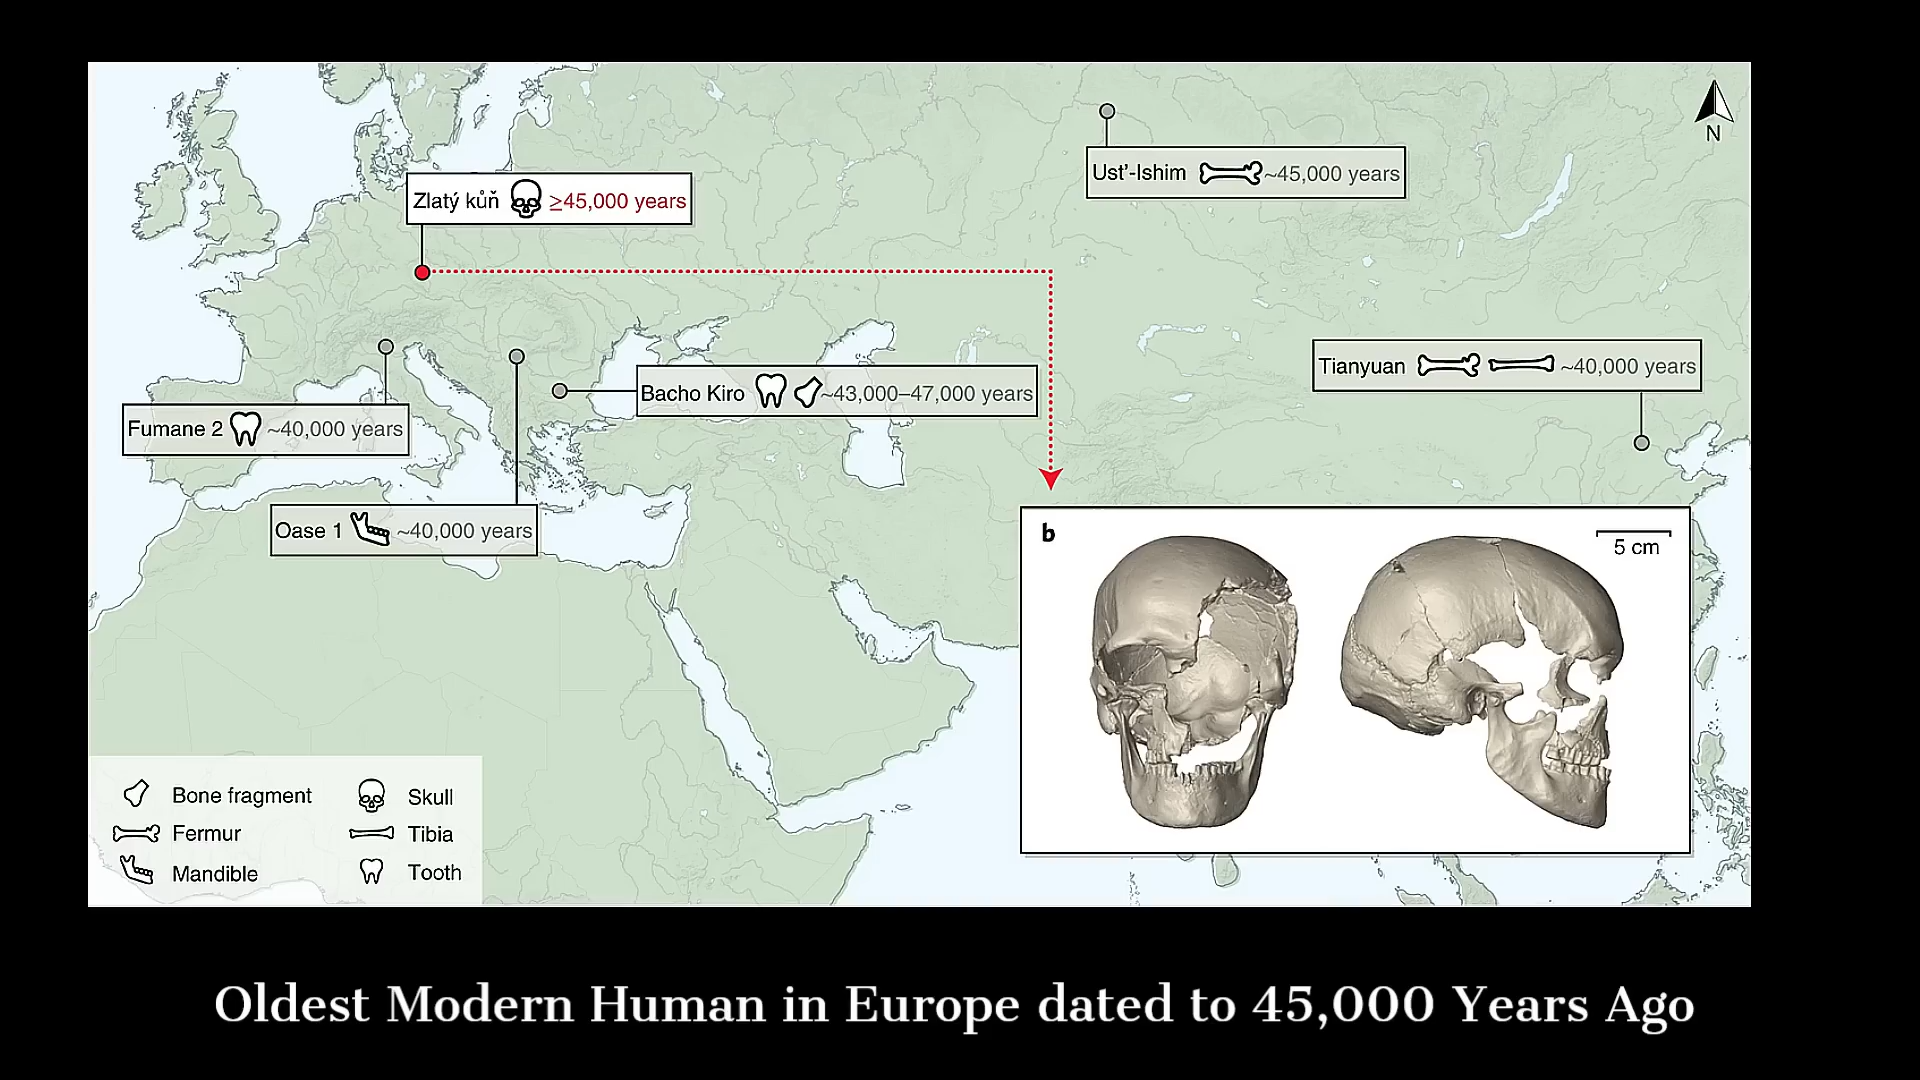 N
Ust’-Ishim ~45,000 years
Zlatý kůň ≥45,000 years
Tianyuan ~40,000 years
Bacho Kiro ~43,000–47,000 years
Fumane 2 ~40,000 years
Oase 1 ~40,000 years
b
5 cm
Bone fragment
Skull
Fermur
Tibia
Mandible
Tooth
Oldest Modern Human in Europe dated to 45,000 Years Ago